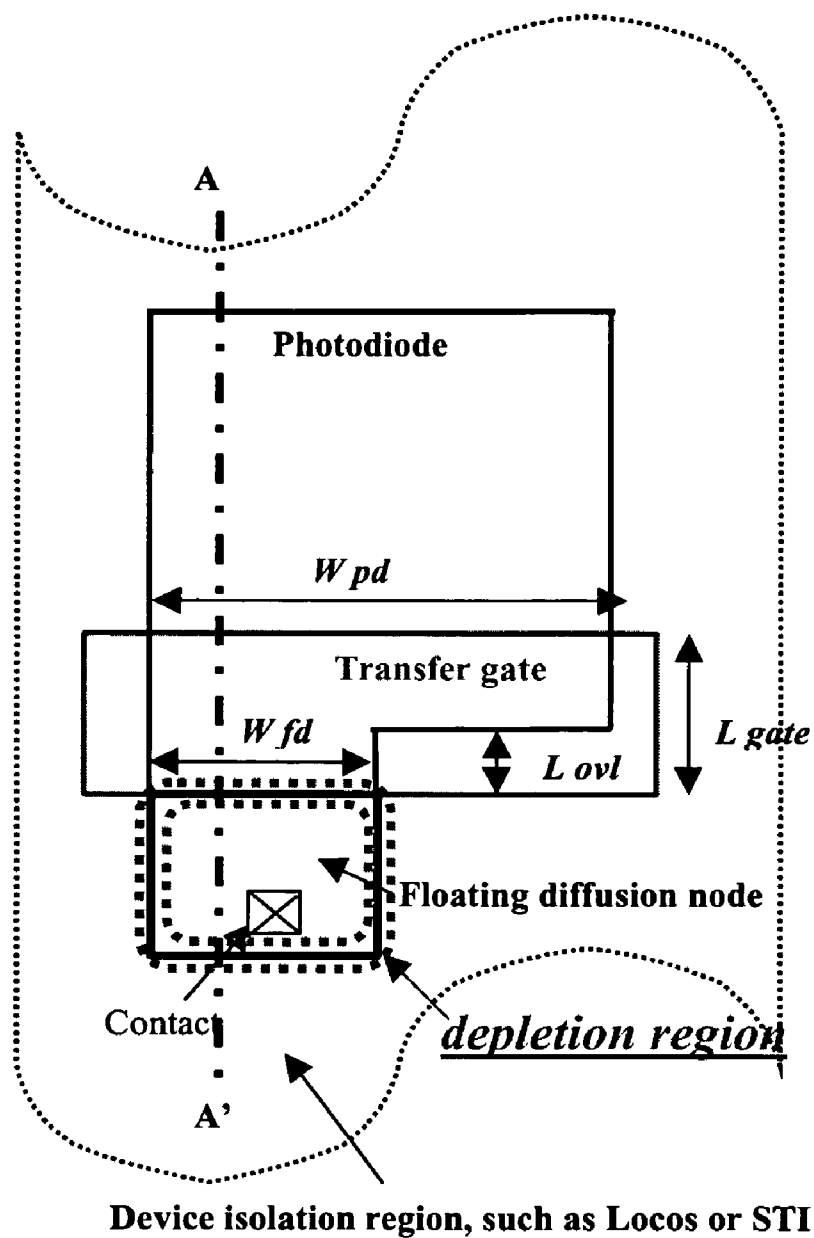 A
Photodiode
W pd
Transfer gate
W fd
L ovl
L gate
Floating diffusion node
Contact
depletion region
A’
Device isolation region, such as Locos or STI